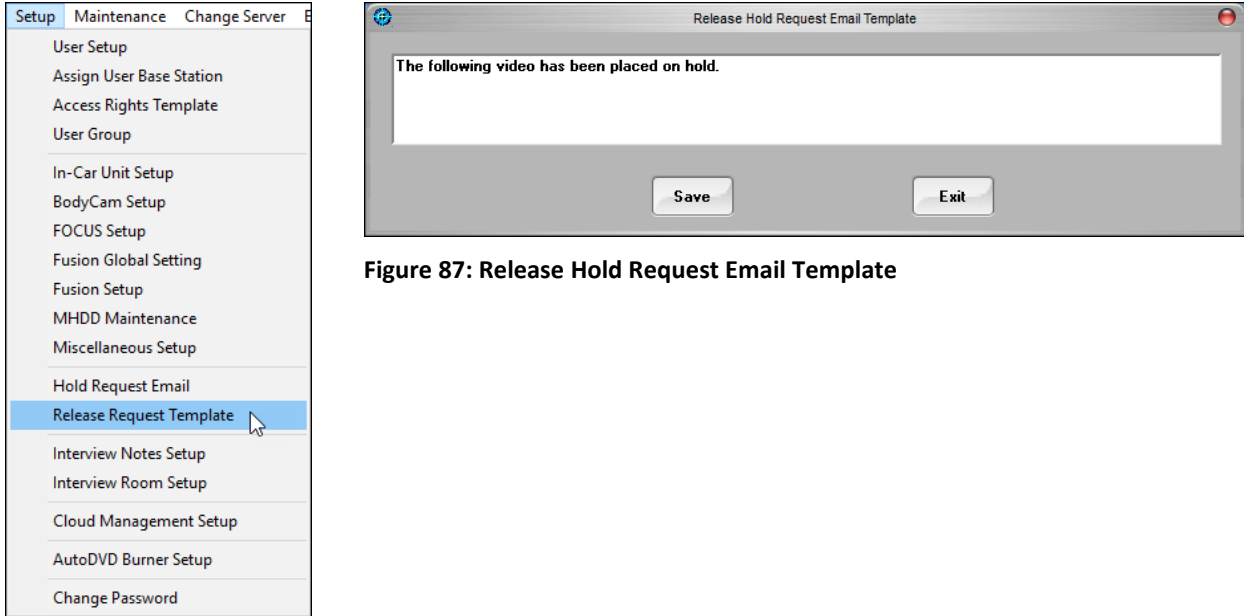 Setup Maintenance Change Server
User Setup
Assign User Base Station
Access Rights Template
User Group
In-Car Unit Setup
BodyCam Setup
FOCUS Setup
Fusion Global Setting
Fusion Setup
MHDD Maintenance
Miscellaneous Setup
Hold Request Email
Release Request Template
Interview Notes Setup
Interview Room Setup
Cloud Management Setup
AutoDVD Burner Setup
Change Password
Release Hold Request Email Template
The following video has been placed on hold.
Save Exit
Figure 87: Release Hold Request Email Template